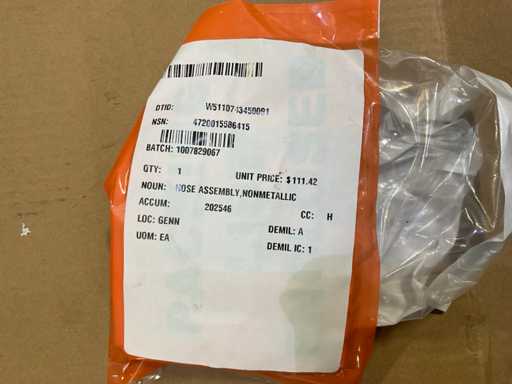 DTID: W51107343450091
NSN: 4720015586415
BATCH: 1007829067
QTY: 1 UNIT PRICE: $111.42
NOUN: HOSE ASSEMBLY,NONMETALLIC
ACCUM: 202546 CC: H
LOC: GENN DEMIL: A
UOM: EA DEMIL IC: 1